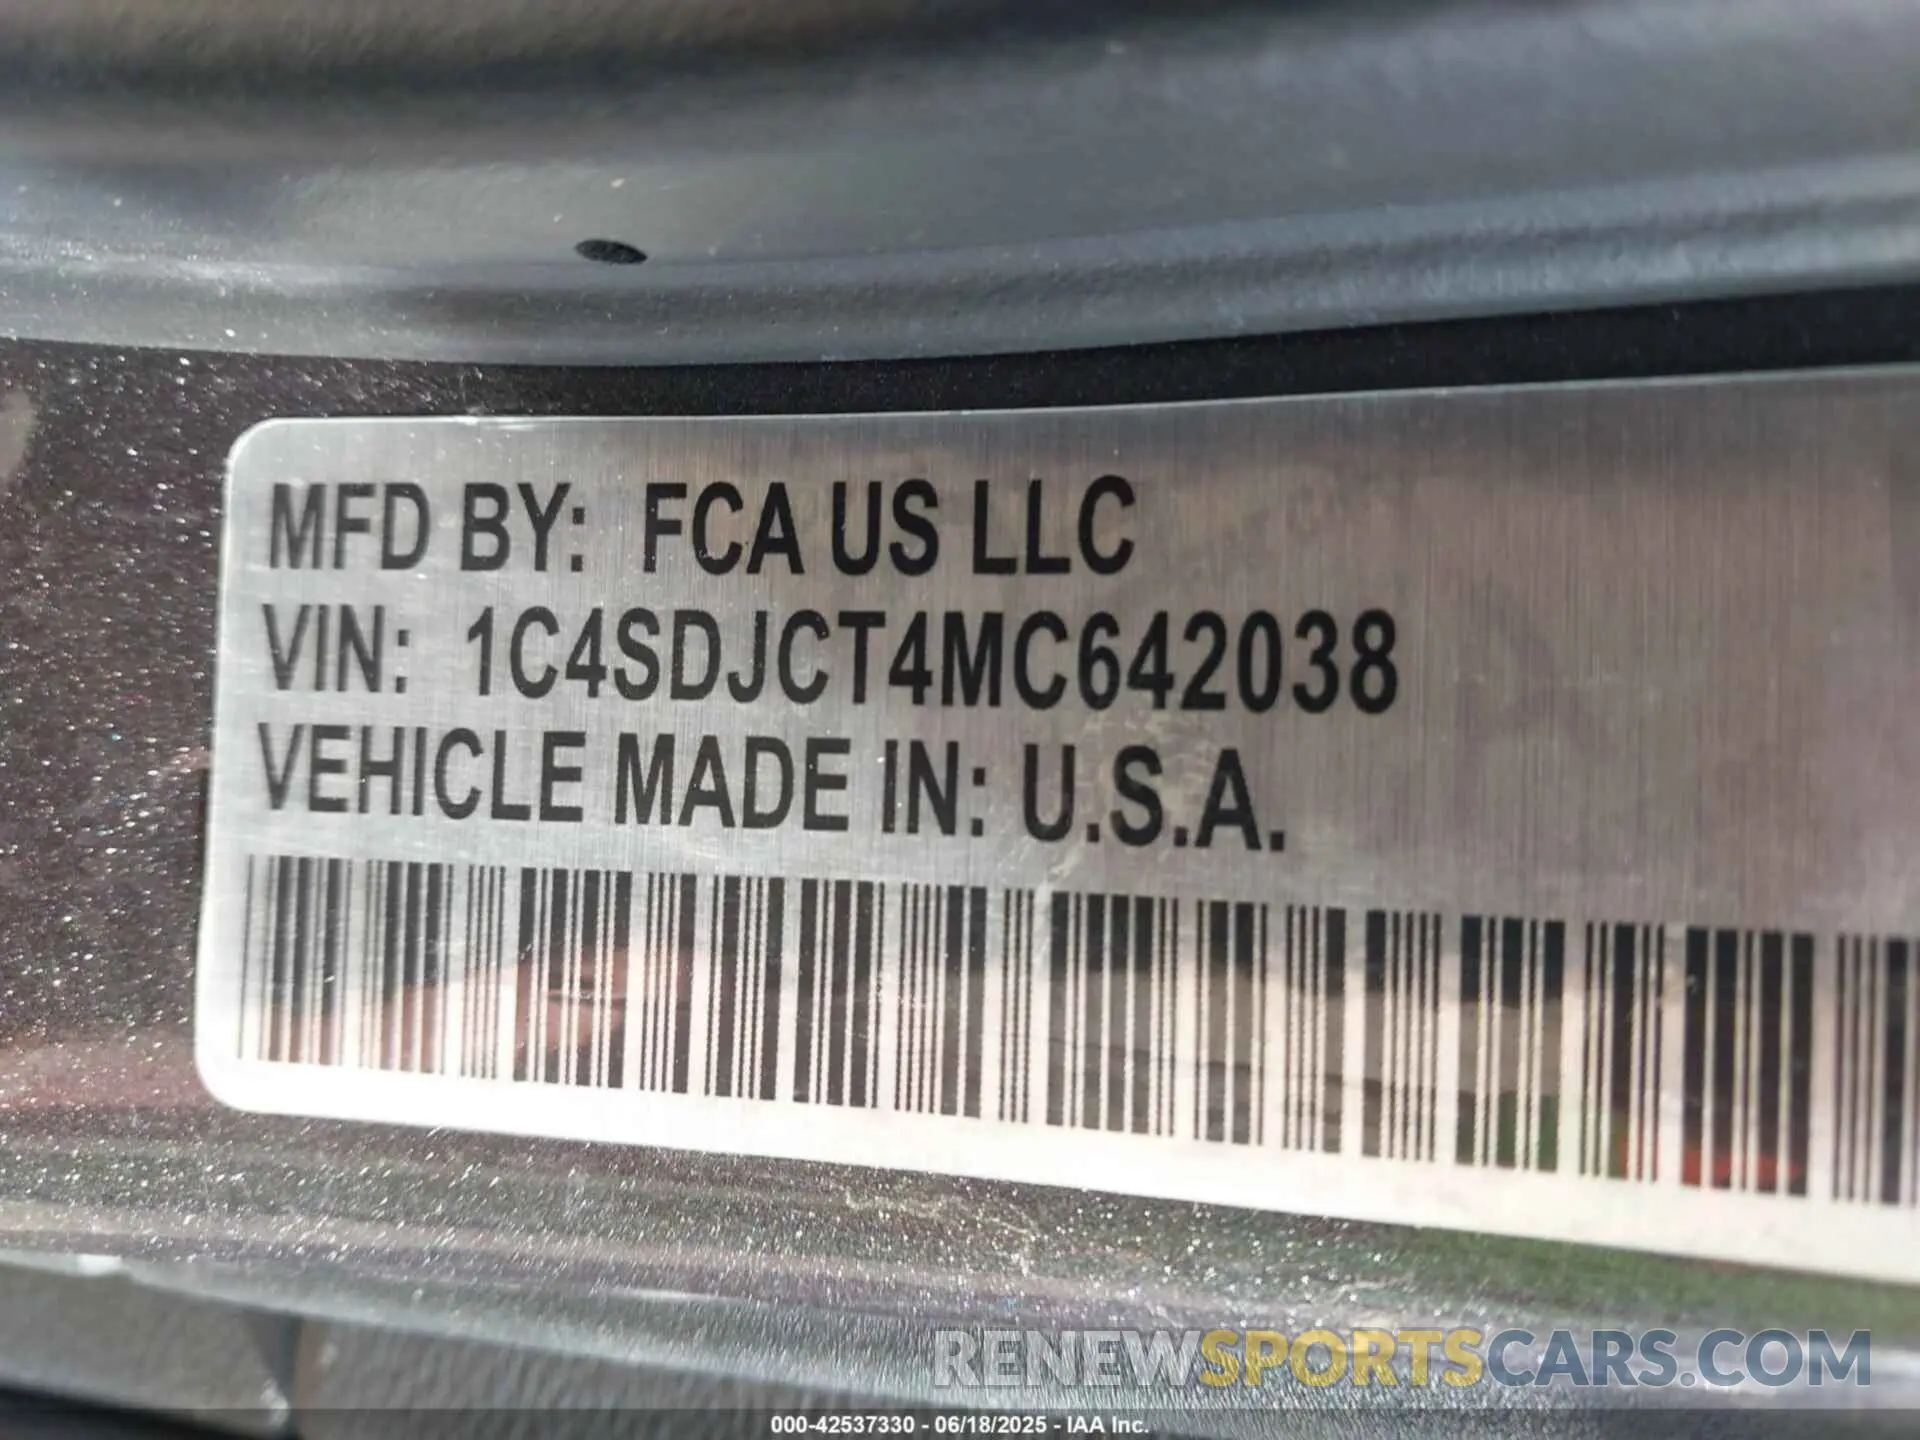 MFD BY: FCA US LLC
VIN: 1C4SDJCT4MC642038
VEHICLE MADE IN: U.S.A.
RENEWSPORTSCARS.COM
000-42537330 - 06/18/2025 - IAA Inc.